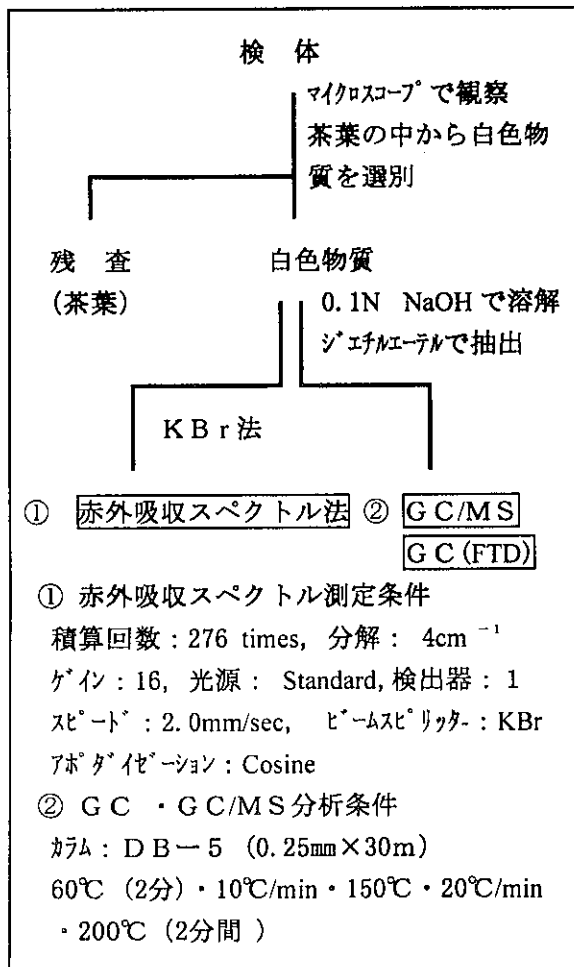 検　体
ﾏｲｸﾛｽｺｰﾌﾟで観察
茶葉の中から白色物
質を選別
残　査
白色物質
(茶葉)
0.1N　NaOHで溶解
ｼﾞｴﾁﾙｴｰﾃﾙで抽出
ＫＢｒ法
① 赤外吸収スペクトル法 ② ＧＣ/ＭＳ
ＧＣ(FTD)
① 赤外吸収スペクトル測定条件
積算回数：276 times, 分解： 4cm⁻¹
ｹﾞｲﾝ：16, 光源： Standard, 検出器：1
ｽﾋﾟｰﾄﾞ：2.0mm/sec,　ﾋﾞｰﾑｽﾋﾟﾘｯﾀ-：KBr
ｱﾎﾟﾀﾞｲｾﾞｰｼｮﾝ：Cosine
② ＧＣ ・ＧＣ/ＭＳ分析条件
ｶﾗﾑ：ＤＢ－5 (0.25㎜×30m)
60℃ (2分)・10℃/min・150℃・20℃/min
・200℃ (2分間 )